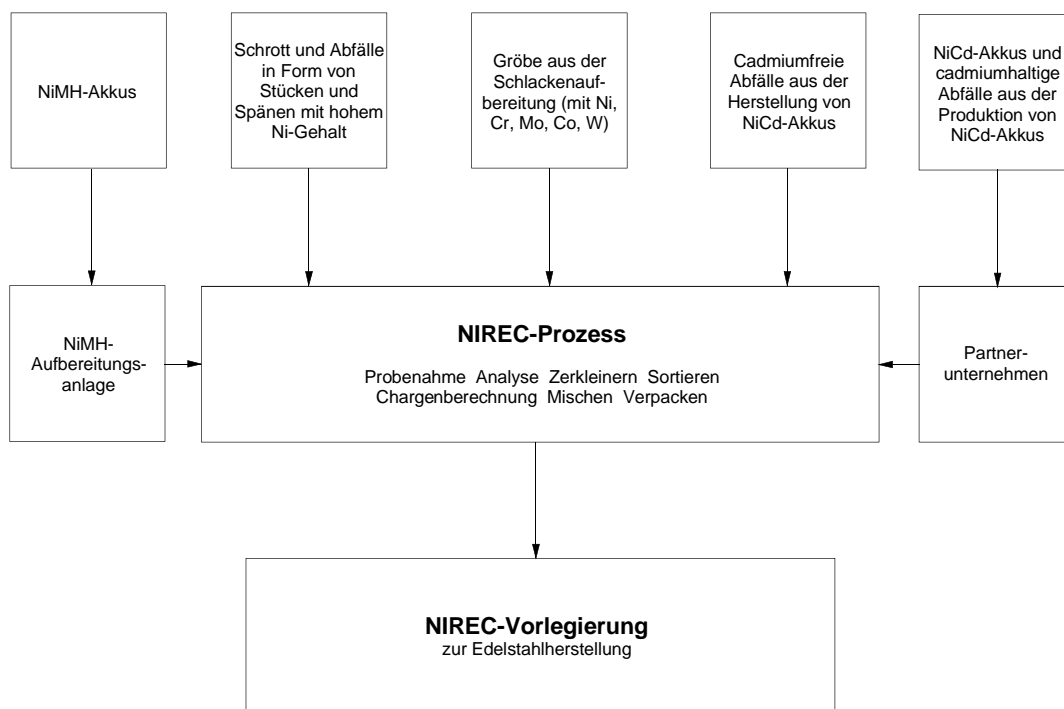 NiMH-Akkus
Schrott und Abfälle
in Form von
Stücken und
Spänen mit hohem
Ni-Gehalt
Gröbe aus der
Schlackenauf-
bereitung (mit Ni,
Cr, Mo, Co, W)
Cadmiumfreie
Abfälle aus der
Herstellung von
NiCd-Akkus
NiCd-Akkus und
cadmiumhaltige
Abfälle aus der
Produktion von
NiCd-Akkus
NiMH-
Aufbereitungs-
anlage
NIREC-Prozess
Probenahme Analyse Zerkleinern Sortieren
Chargenberechnung Mischen Verpacken
Partner-
unternehmen
NIREC-Vorlegierung
zur Edelstahlherstellung